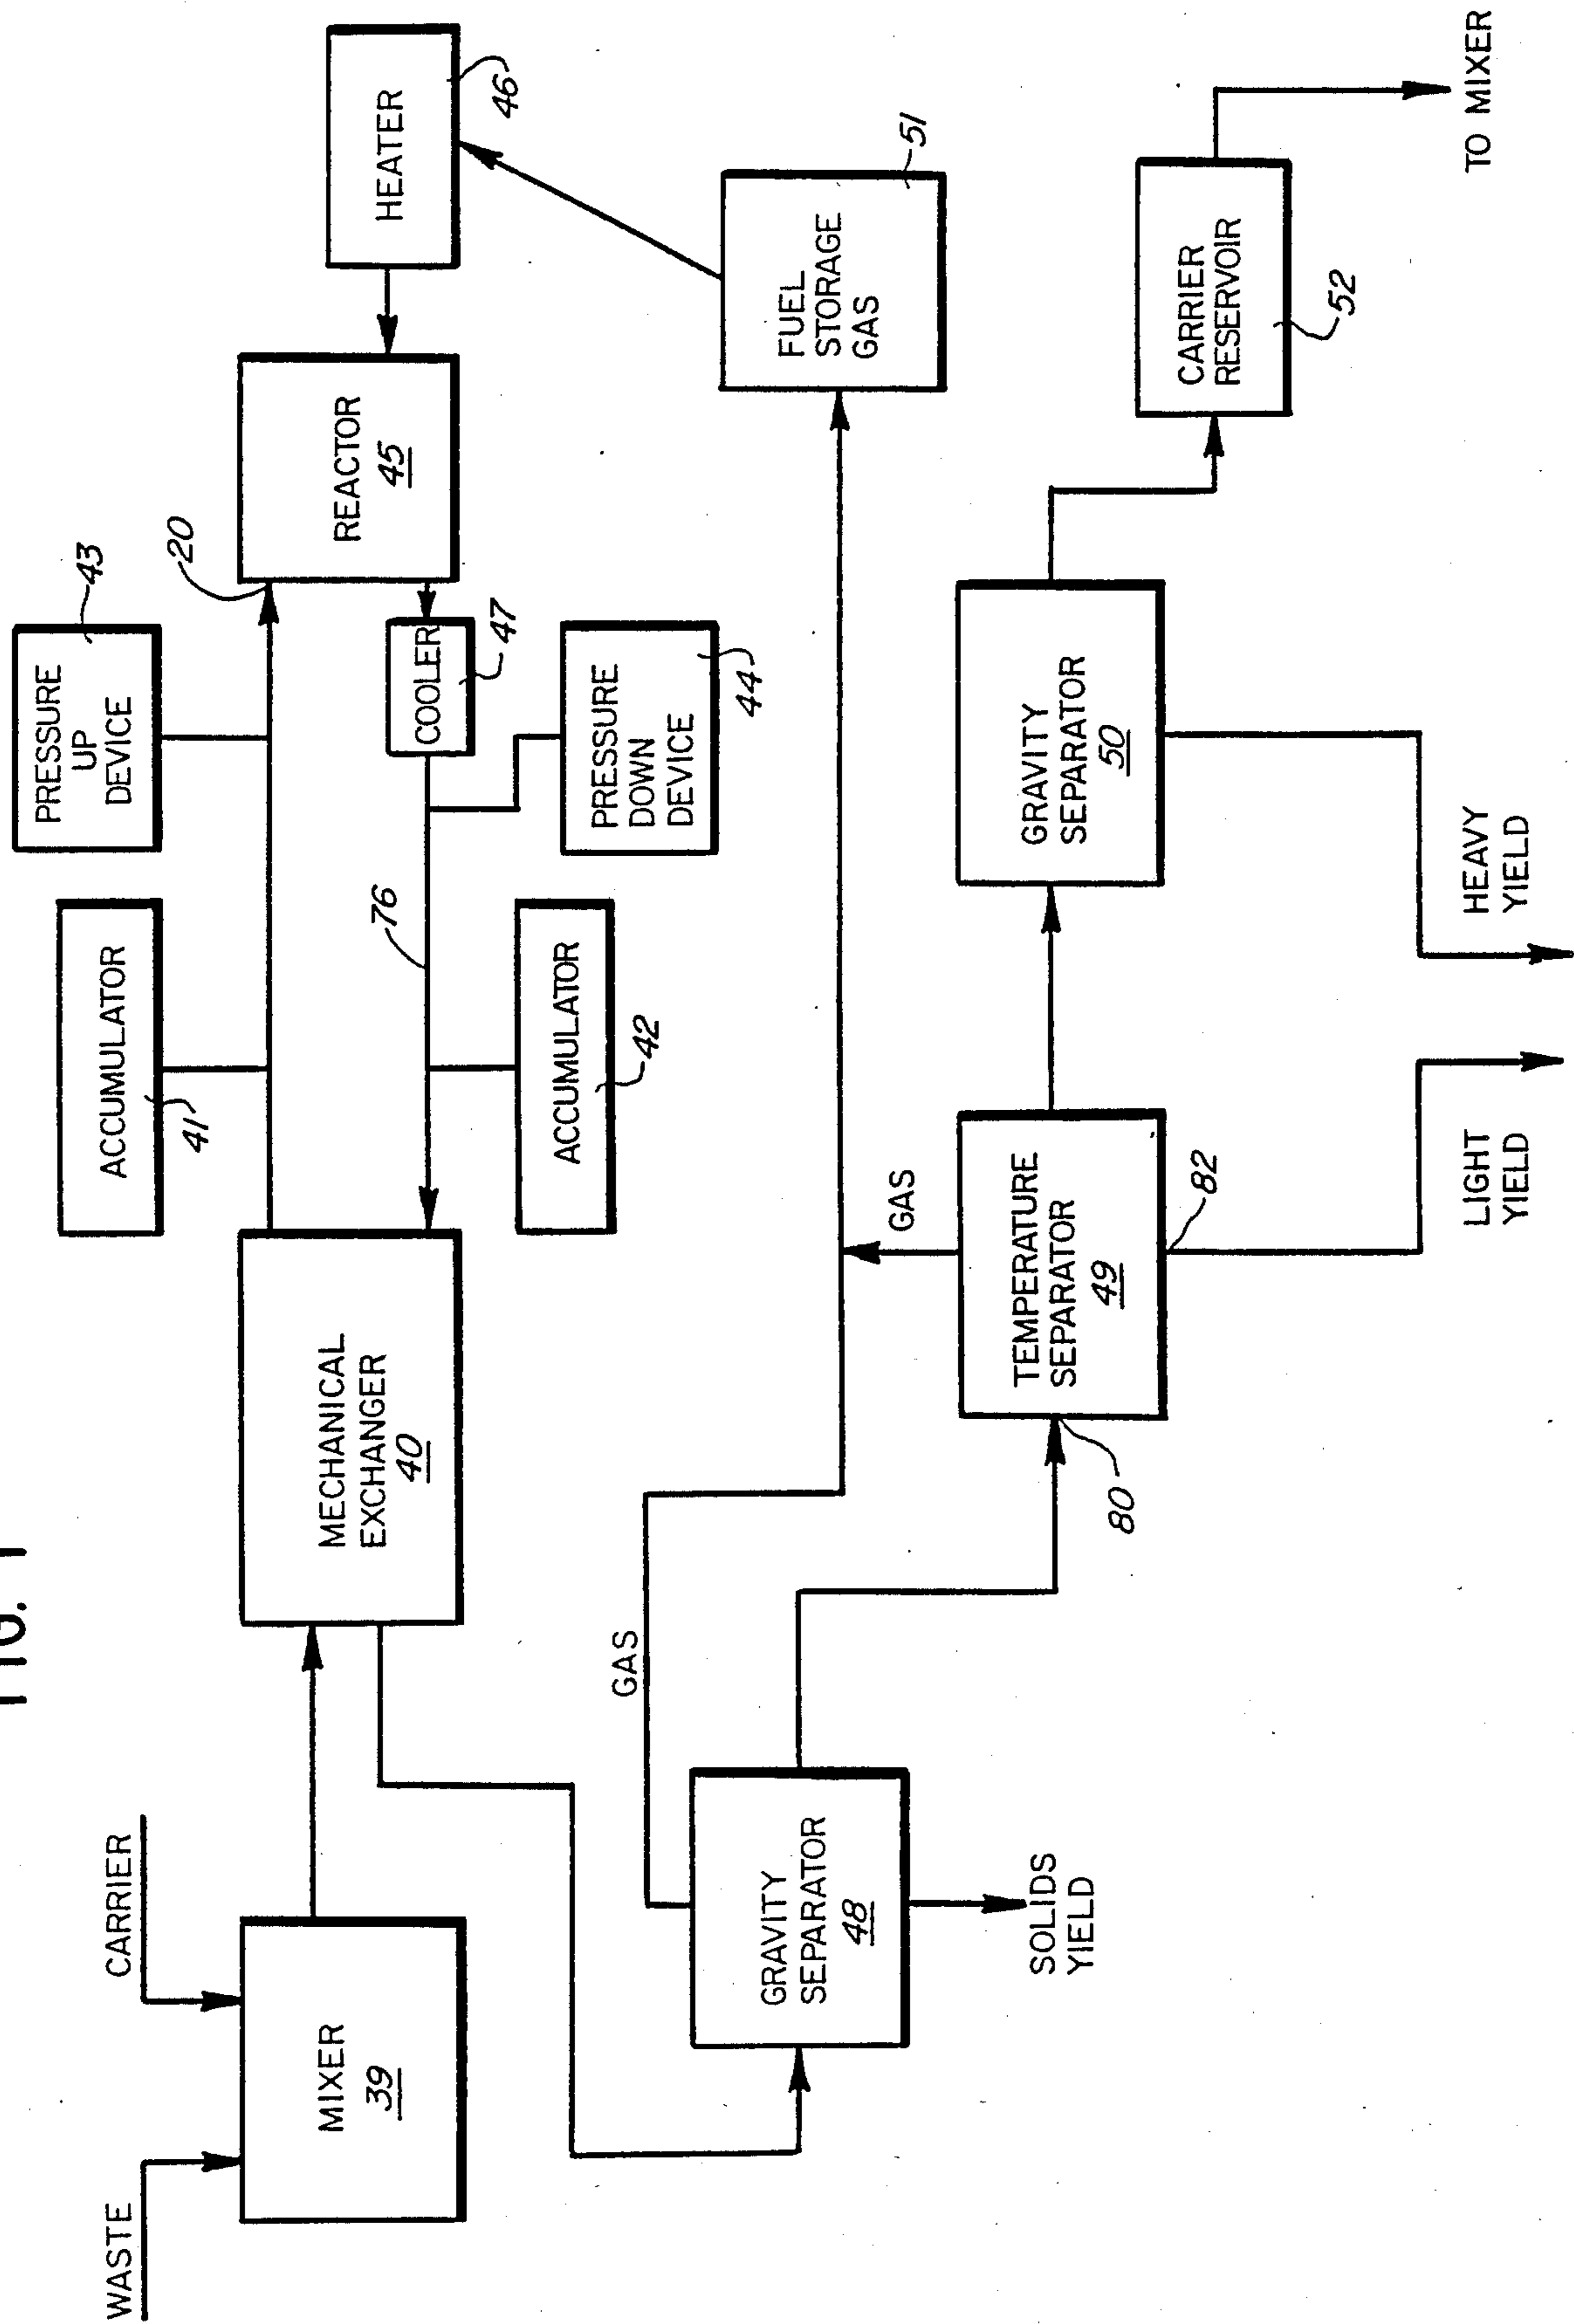 FIG. 1
WASTE
CARRIER
MIXER
39
MECHANICAL
EXCHANGER
40
ACCUMULATOR
41
PRESSURE
UP
DEVICE
43
20
REACTOR
45
HEATER
46
COOLER
47
76
ACCUMULATOR
42
PRESSURE
DOWN
DEVICE
44
FUEL
STORAGE
GAS
51
GAS
GRAVITY
SEPARATOR
48
SOLIDS
YIELD
GAS
TEMPERATURE
SEPARATOR
49
80
82
LIGHT
YIELD
GRAVITY
SEPARATOR
50
HEAVY
YIELD
CARRIER
RESERVOIR
52
TO MIXER